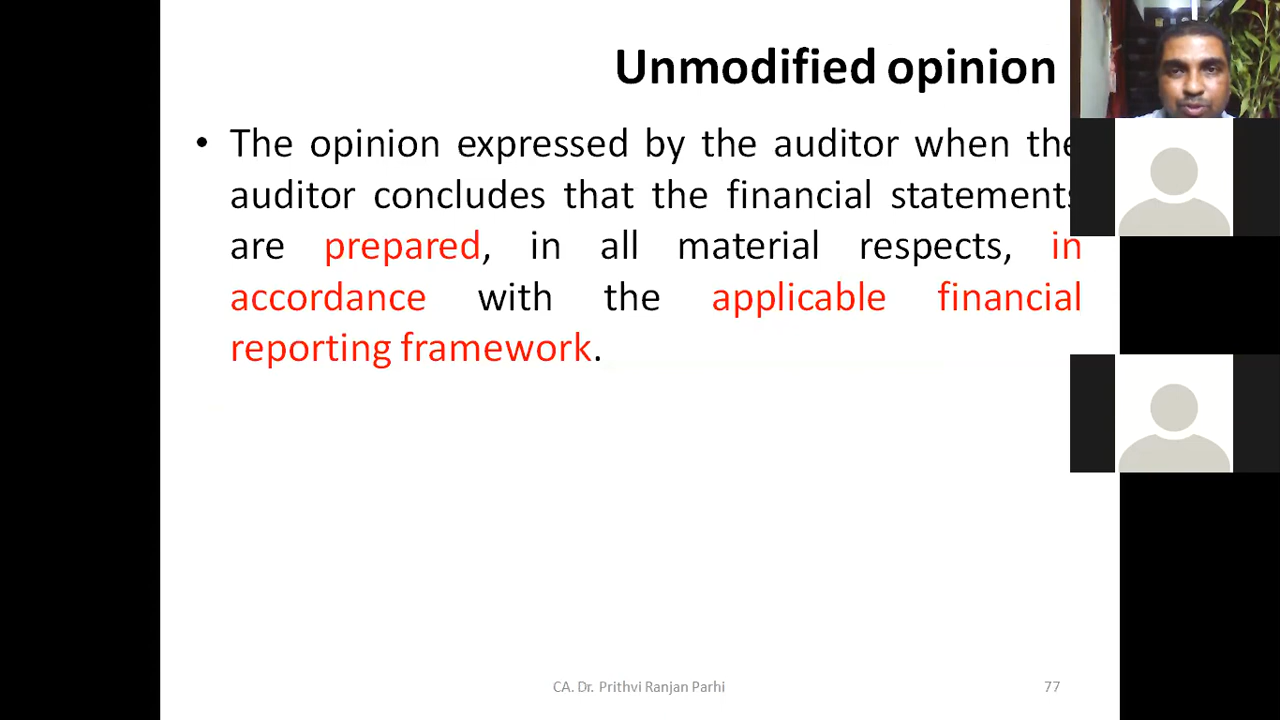 Unmodified opinion
• The opinion expressed by the auditor when the
auditor concludes that the financial statements
are prepared, in all material respects, in
accordance with the applicable financial
reporting framework.
CA. Dr. Prithvi Ranjan Parhi
77